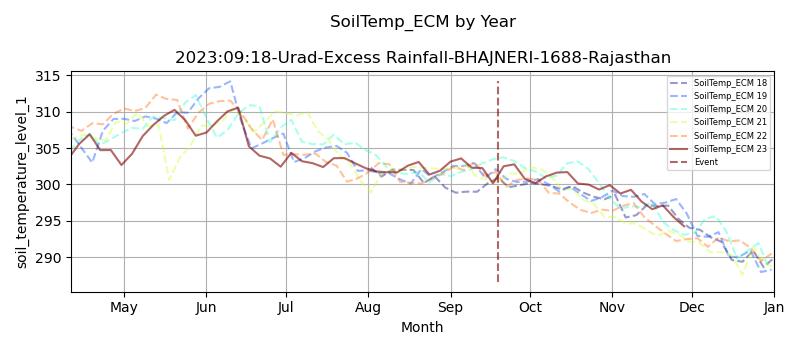 SoilTemp_ECM by Year
2023:09:18-Urad-Excess Rainfall-BHAJNERI-1688-Rajasthan
soil_temperature_level_1
315
310
305
300
295
290
SoilTemp_ECM 18
SoilTemp_ECM 19
SoilTemp_ECM 20
SoilTemp_ECM 21
SoilTemp_ECM 22
SoilTemp_ECM 23
Event
May Jun Jul Aug Sep Oct Nov Dec Jan
Month